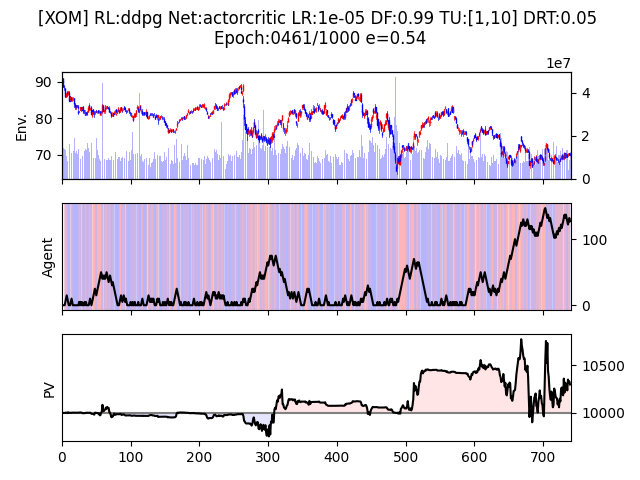 [XOM] RL:ddpg Net:actorcritic LR:1e-05 DF:0.99 TU:[1,10] DRT:0.05
Epoch:0461/1000 e=0.54
1e7
90
80
70
Env.
4
2
0
Agent
100
0
PV
10500
10000
0 100 200 300 400 500 600 700